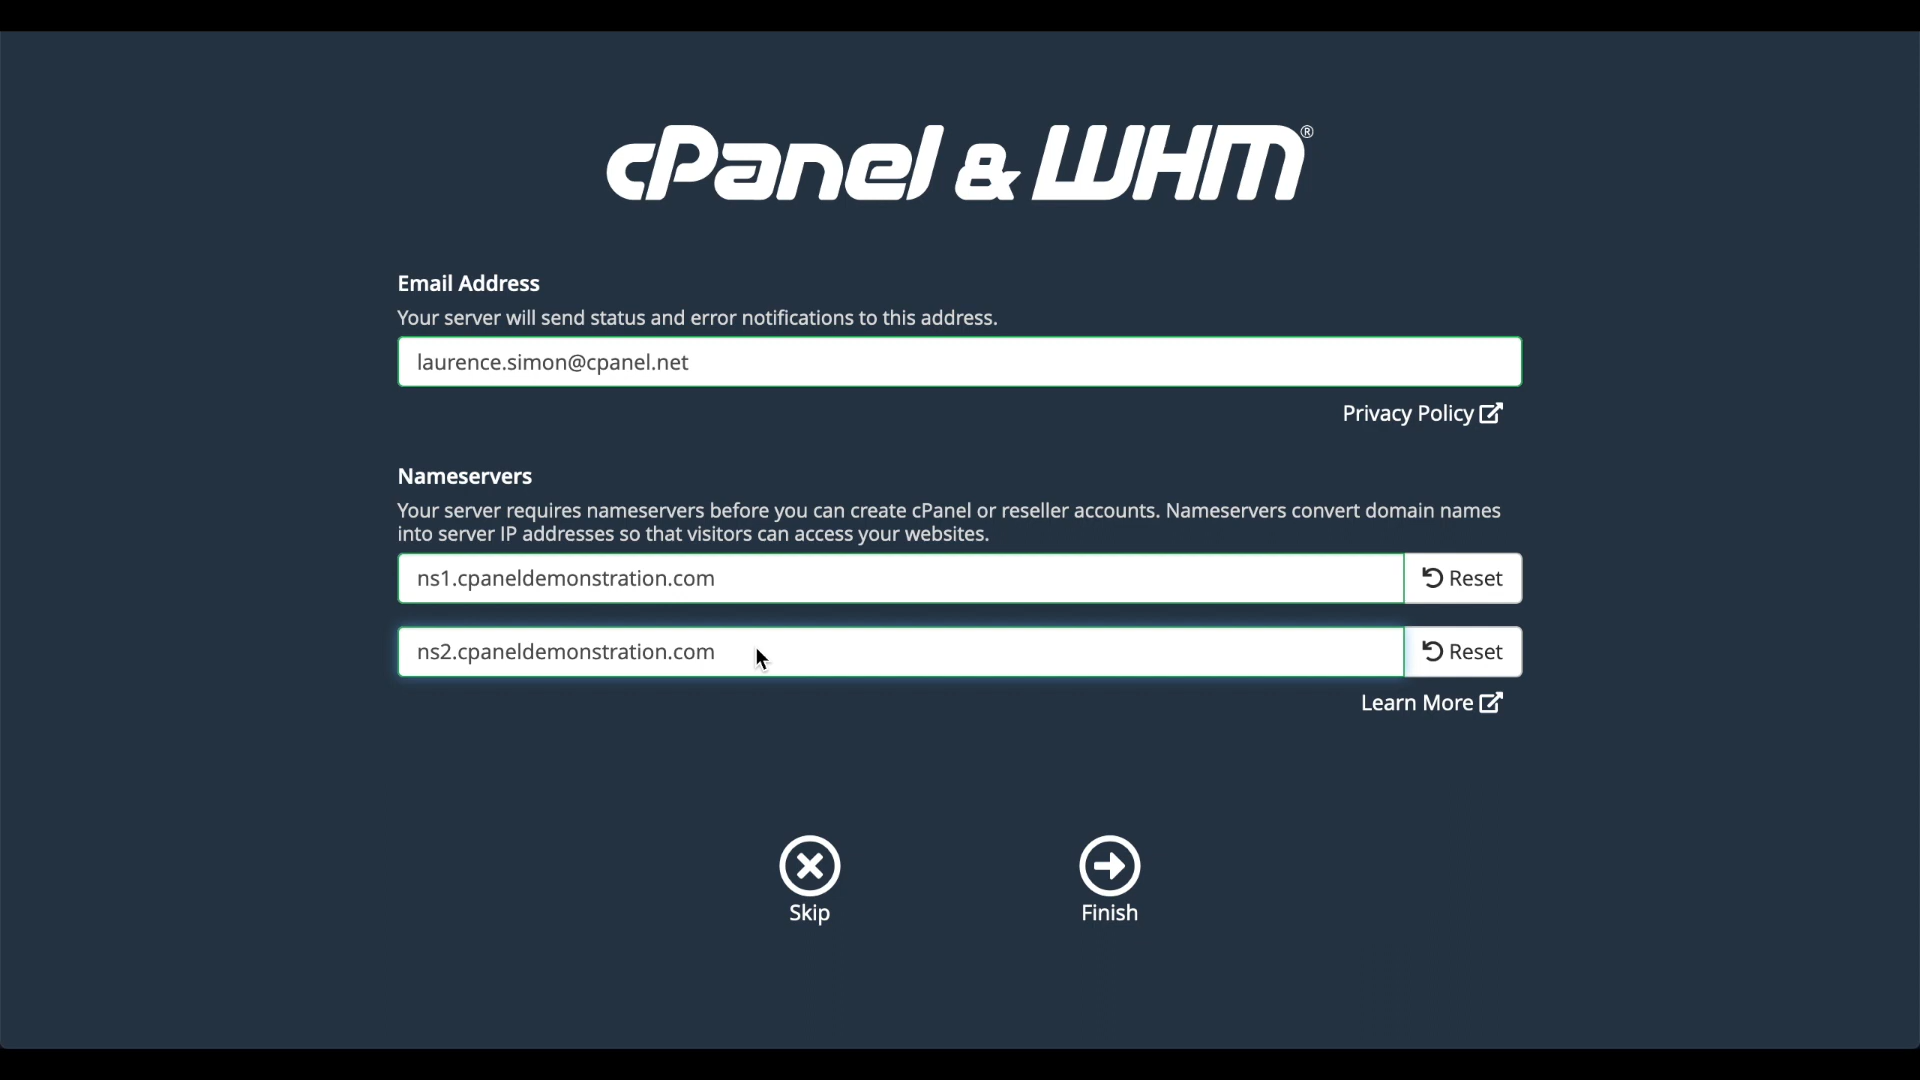 cPanel & WHM®
Email Address
Your server will send status and error notifications to this address.
laurence.simon@cpanel.net
Privacy Policy
Nameservers
Your server requires nameservers before you can create cPanel or reseller accounts. Nameservers convert domain names
into server IP addresses so that visitors can access your websites.
ns1.cpaneldemonstration.com Reset
ns2.cpaneldemonstration.com Reset
Learn More
Skip Finish